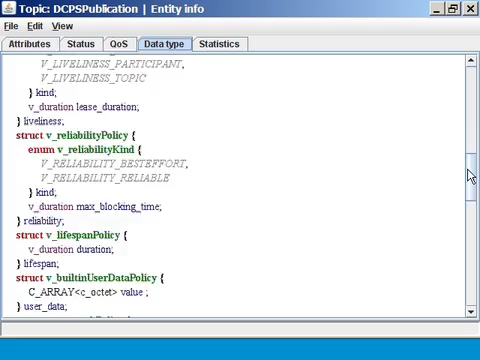 Topic: DCPSPublication | Entity info
File Edit View
Attributes Status QoS Data type Statistics
V_LIVELINESS_PARTICIPANT,
V_LIVELINESS_TOPIC
} kind;
v_duration lease_duration;
} liveliness;
struct v_reliabilityPolicy {
enum v_reliabilityKind {
V_RELIABILITY_BESTEFFORT,
V_RELIABILITY_RELIABLE
} kind;
v_duration max_blocking_time;
} reliability;
struct v_lifespanPolicy {
v_duration duration;
} lifespan;
struct v_builtinUserDataPolicy {
C_ARRAY<c_octet> value ;
} user_data;